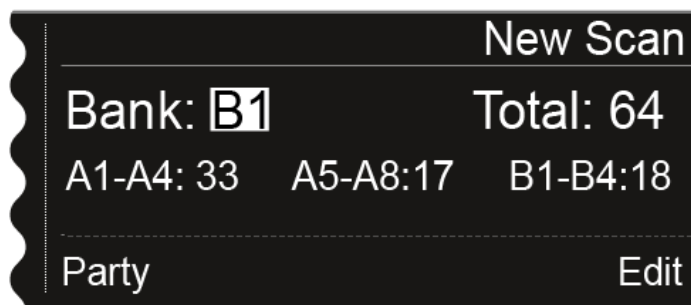 New Scan
Bank: B1 Total: 64
A1-A4: 33 A5-A8:17 B1-B4:18
Party Edit